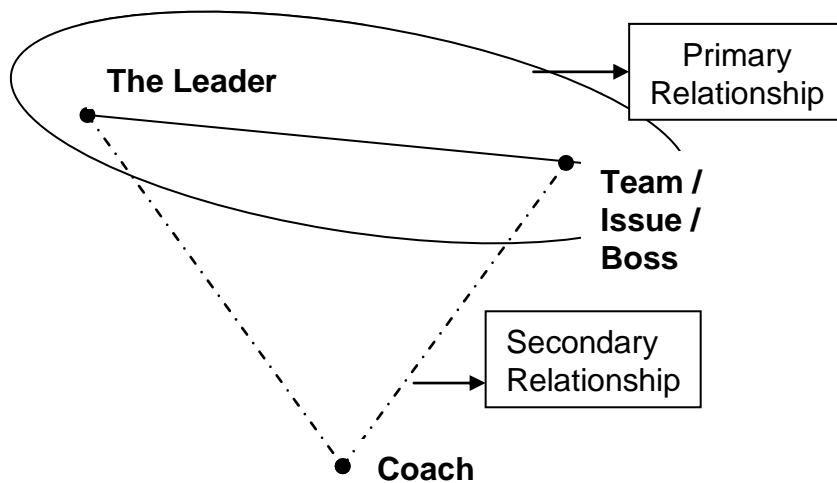 Primary
Relationship
The Leader
Team /
Issue /
Boss
Secondary
Relationship
Coach